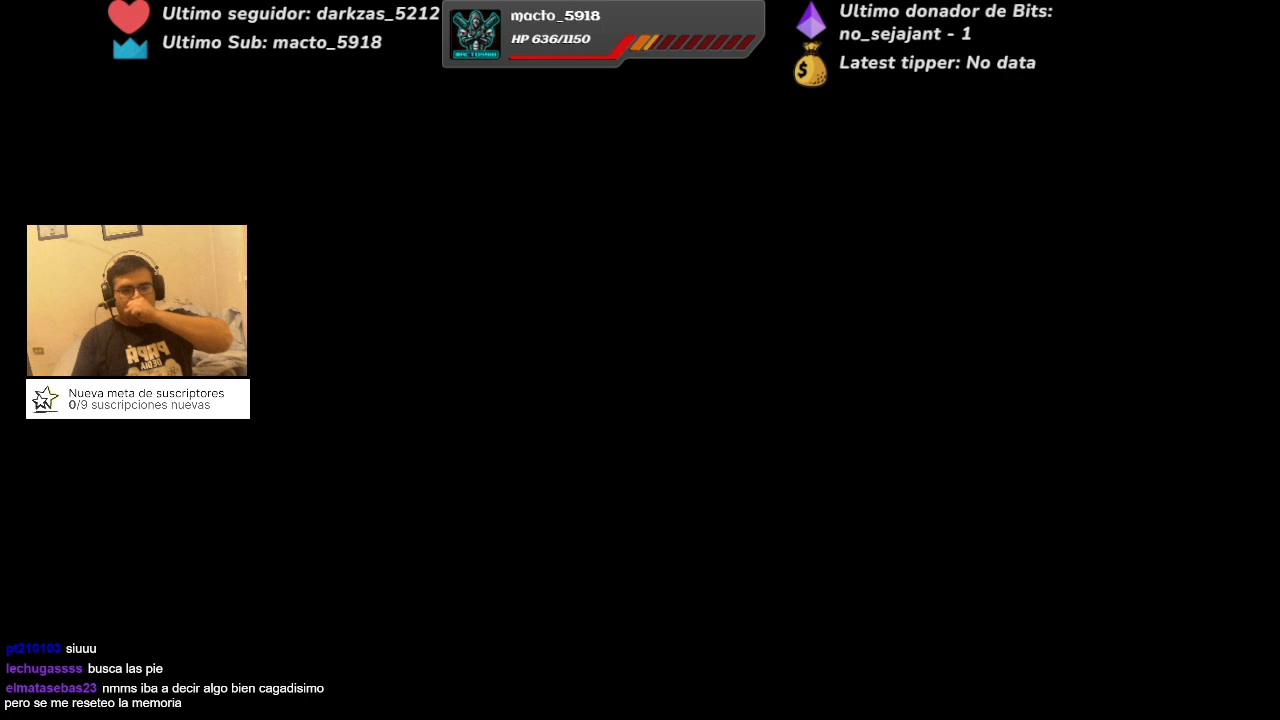 Ultimo seguidor: darkzas_5212
Ultimo Sub: macto_5918
macto_5918
HP 636/1150
Ultimo donador de Bits:
no_sejajant - 1
Latest tipper: No data
PAPÁ
Nueva meta de suscriptores
0/9 suscripciones nuevas
pt210103 siuuu
lechugassss busca las pie
elmatasebas23 nmms iba a decir algo bien cagadisimo
pero se me reseteo la memoria